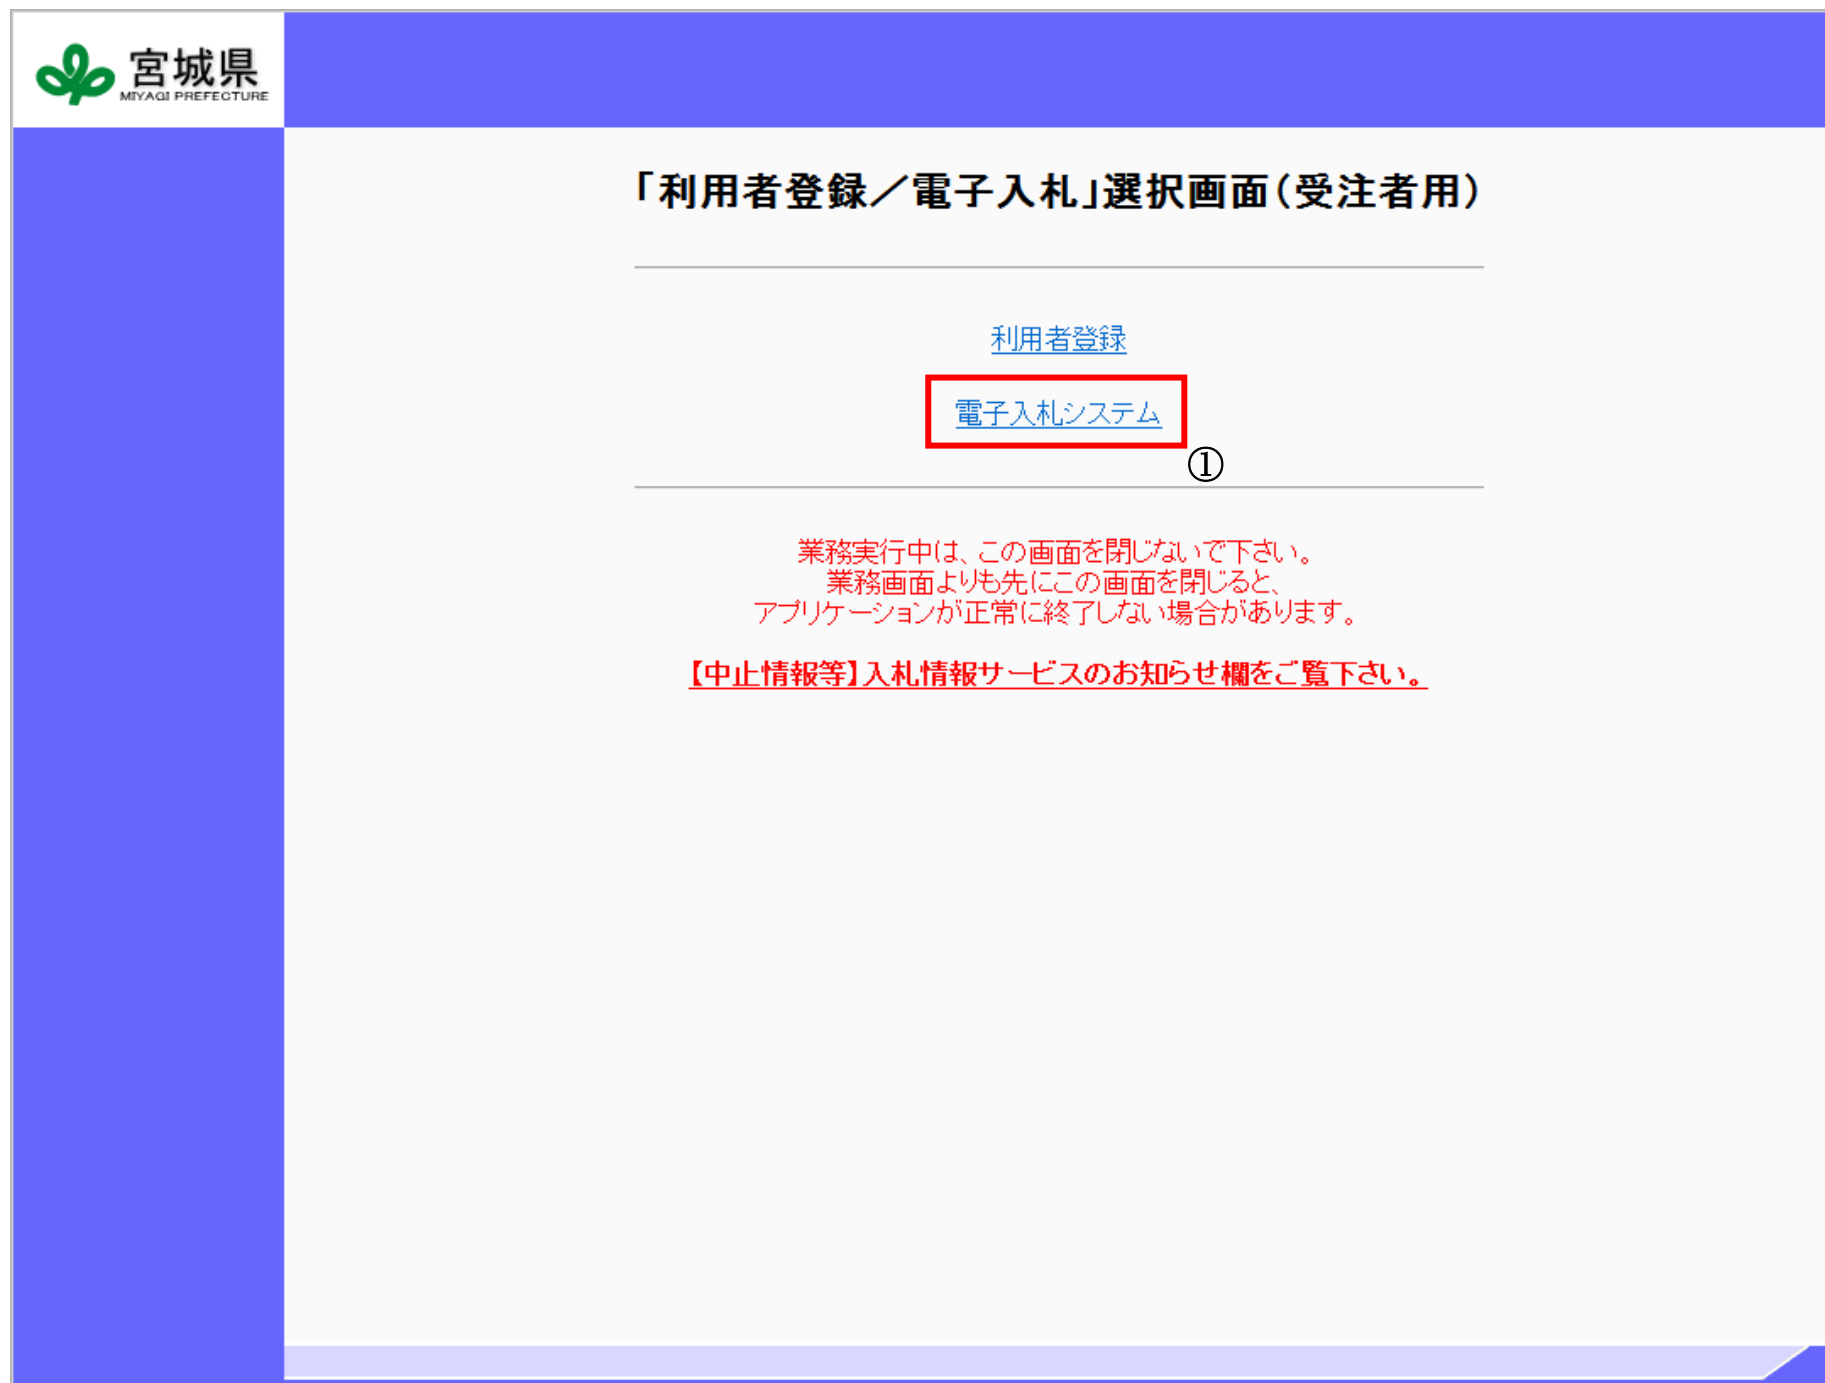 宮城県
MIYAGI PREFECTURE
「利用者登録／電子入札」選択画面(受注者用)
利用者登録
電子入札システム
①
業務実行中は、この画面を閉じないで下さい。
業務画面よりも先にこの画面を閉じると、
アプリケーションが正常に終了しない場合があります。
【中止情報等】入札情報サービスのお知らせ欄をご覧下さい。